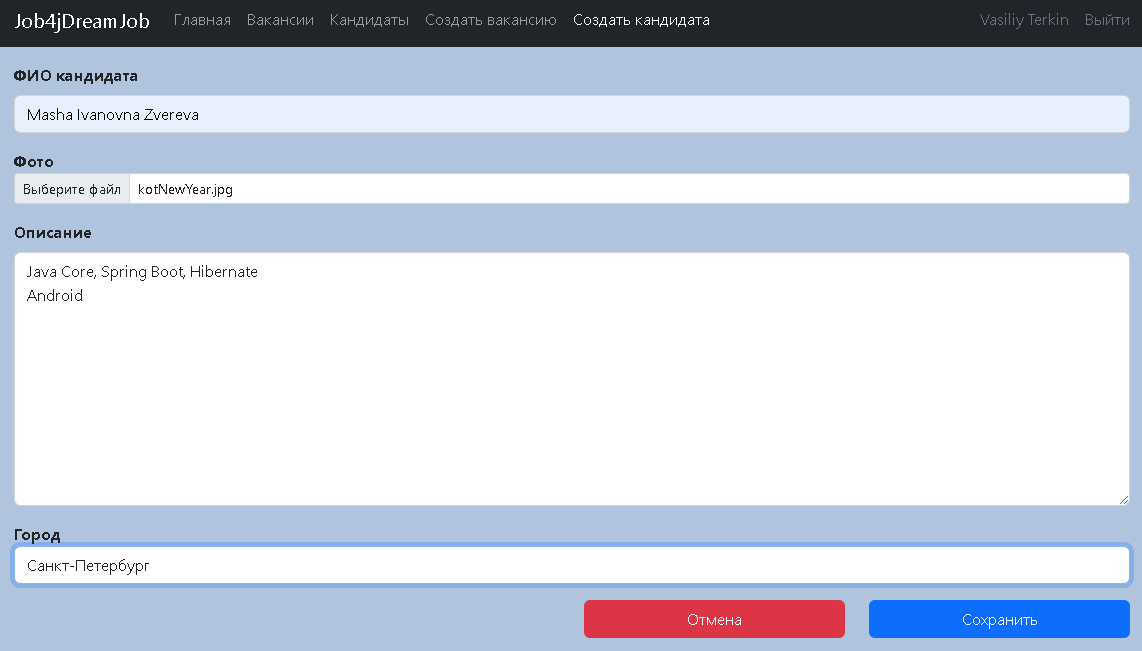 Job4jDreamJob Главная Вакансии Кандидаты Создать вакансию Создать кандидата Vasiliy Terkin Выйти
ФИО кандидата
Masha Ivanovna Zvereva
Фото
Выберите файл kotNewYear.jpg
Описание
Java Core, Spring Boot, Hibernate
Android
Город
Санкт-Петербург
Отмена Сохранить